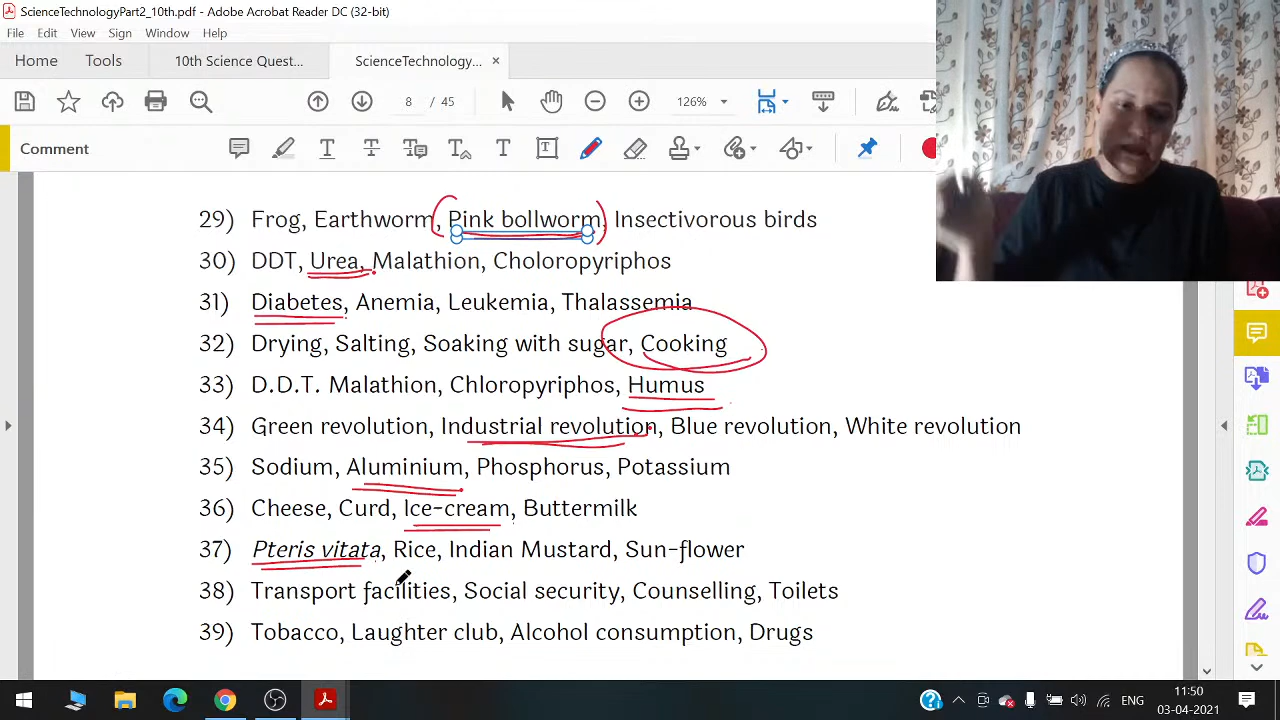 ScienceTechnologyPart2_10th.pdf - Adobe Acrobat Reader DC (32-bit)
File Edit View Sign Window Help
Home Tools 10th Science Quest... ScienceTechnology... ×
8 / 45 126%
Comment
29) Frog, Earthworm, Pink bollworm, Insectivorous birds
30) DDT, Urea, Malathion, Choloropyriphos
31) Diabetes, Anemia, Leukemia, Thalassemia
32) Drying, Salting, Soaking with sugar, Cooking
33) D.D.T. Malathion, Chloropyriphos, Humus
34) Green revolution, Industrial revolution, Blue revolution, White revolution
35) Sodium, Aluminium, Phosphorus, Potassium
36) Cheese, Curd, Ice-cream, Buttermilk
37) Pteris vitata, Rice, Indian Mustard, Sun-flower
38) Transport facilities, Social security, Counselling, Toilets
39) Tobacco, Laughter club, Alcohol consumption, Drugs
ENG
11:50
03-04-2021